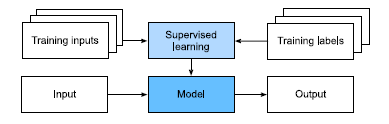 Training inputs
Supervised
learning
Training labels
Input
Model
Output